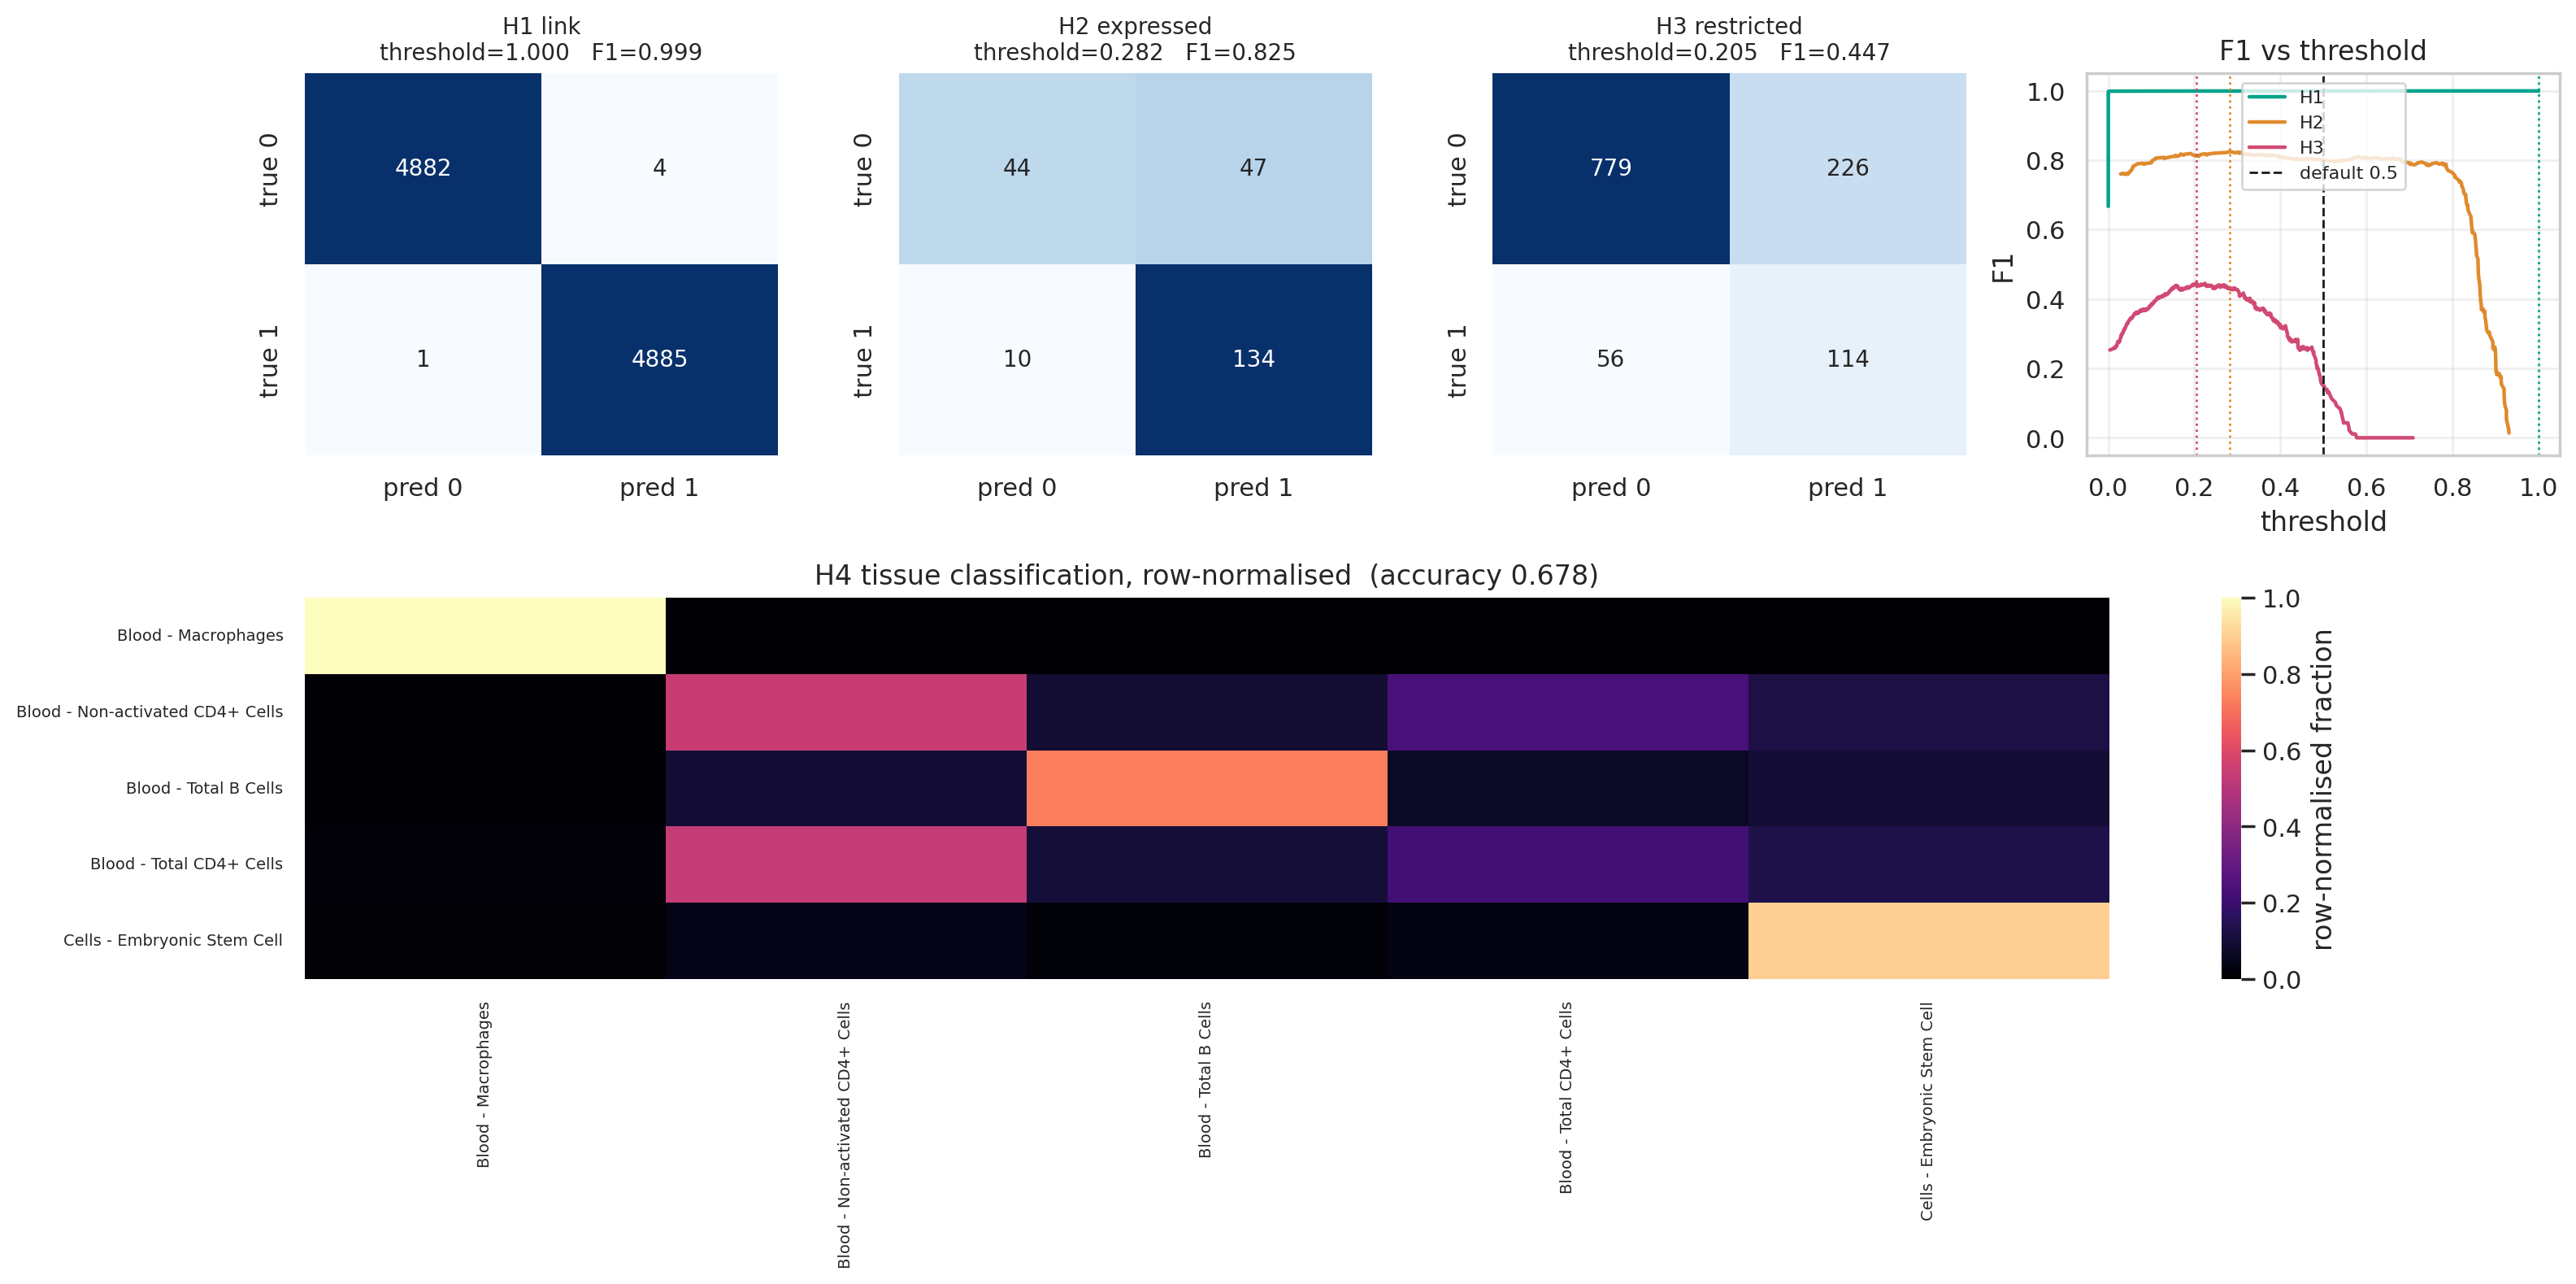 H1 link
threshold=1.000   F1=0.999
H2 expressed
threshold=0.282   F1=0.825
H3 restricted
threshold=0.205   F1=0.447
F1 vs threshold
true 0
4882
4
true 1
1
4885
pred 0
pred 1
true 0
44
47
true 1
10
134
pred 0
pred 1
true 0
779
226
true 1
56
114
pred 0
pred 1
F1
1.0
0.8
0.6
0.4
0.2
0.0
H1
H2
H3
default 0.5
0.0
0.2
0.4
0.6
0.8
1.0
threshold
H4 tissue classification, row-normalised  (accuracy 0.678)
Blood - Macrophages
Blood - Non-activated CD4+ Cells
Blood - Total B Cells
Blood - Total CD4+ Cells
Cells - Embryonic Stem Cell
Blood - Macrophages
Blood - Non-activated CD4+ Cells
Blood - Total B Cells
Blood - Total CD4+ Cells
Cells - Embryonic Stem Cell
1.0
0.8
0.6
0.4
0.2
0.0
row-normalised fraction